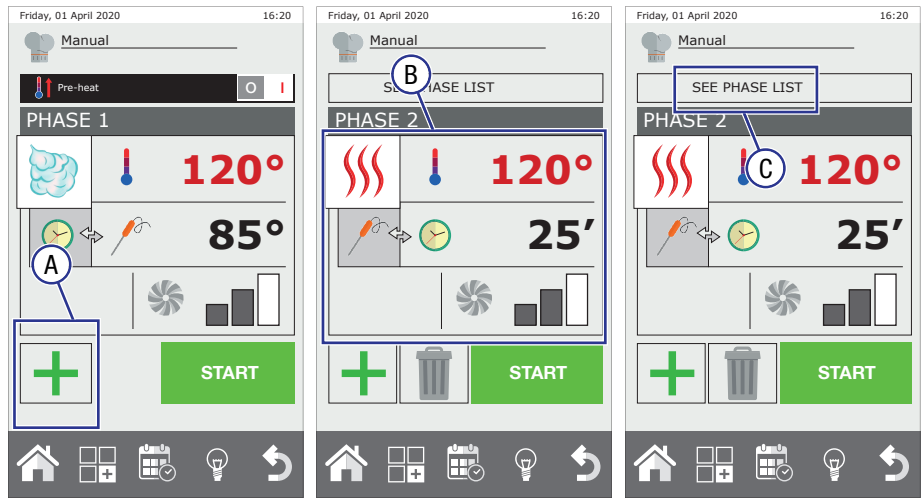 Friday, 01 April 2020 16:20
Manual
Pre-heat O I
PHASE 1
120°
85°
A
START
Friday, 01 April 2020 16:20
Manual
B
SEE PHASE LIST
PHASE 2
120°
25′
START
Friday, 01 April 2020 16:20
Manual
SEE PHASE LIST
PHASE 2
C
120°
25′
START